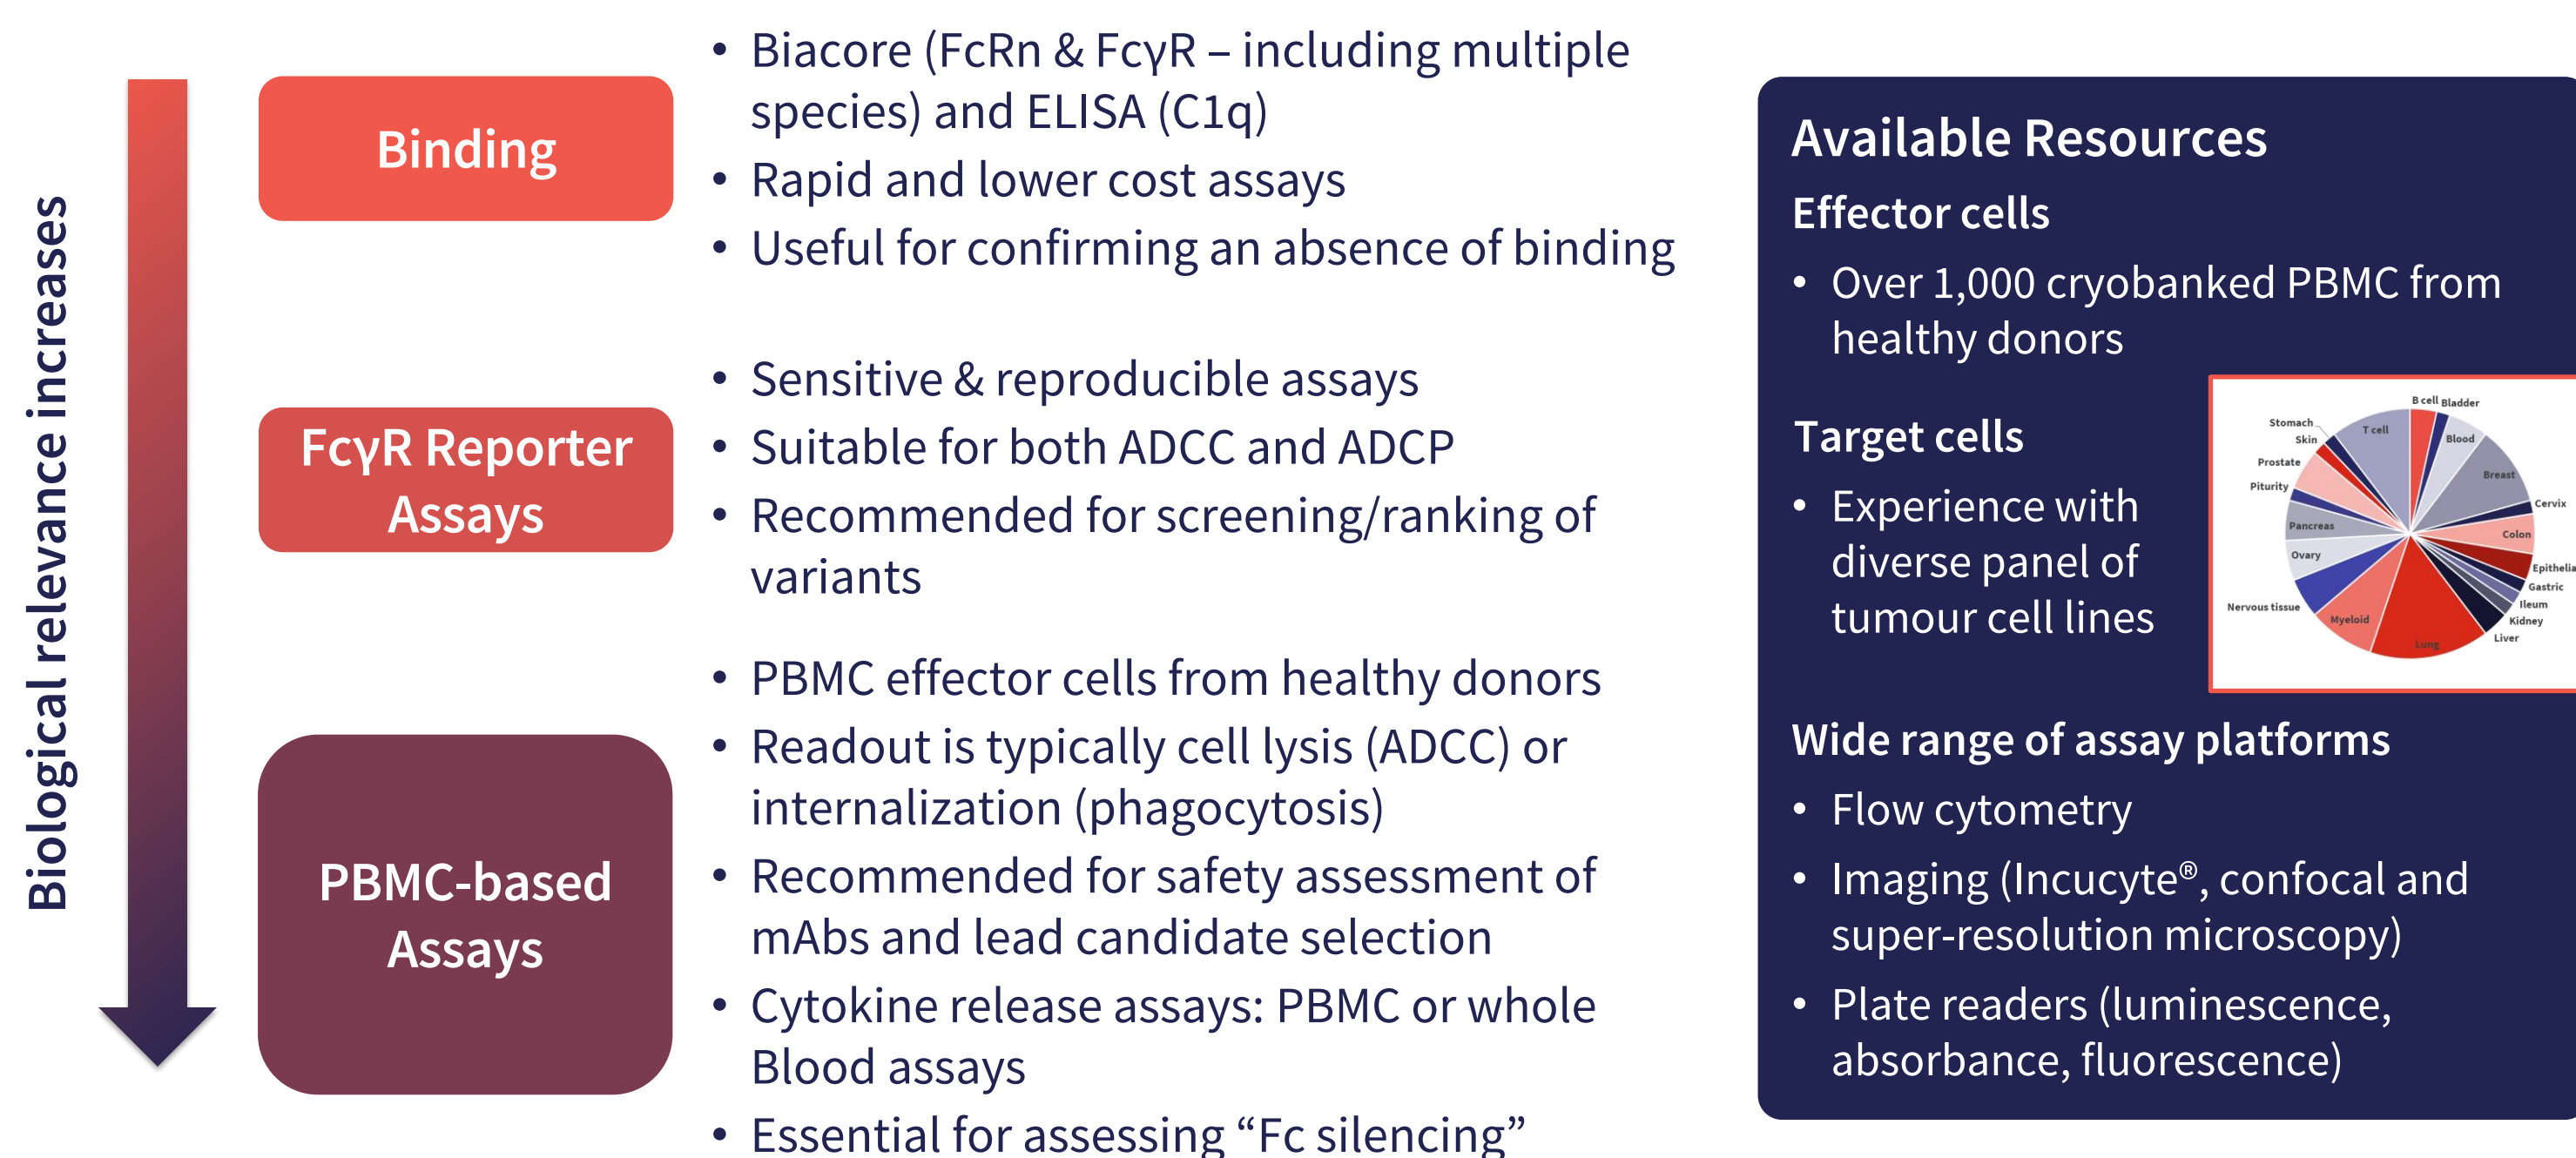 Biological relevance increases
Binding
• Biacore (FcRn & FcγR – including multiple
species) and ELISA (C1q)
• Rapid and lower cost assays
• Useful for confirming an absence of binding
FcγR Reporter
Assays
• Sensitive & reproducible assays
• Suitable for both ADCC and ADCP
• Recommended for screening/ranking of
variants
PBMC-based
Assays
• PBMC effector cells from healthy donors
• Readout is typically cell lysis (ADCC) or
internalization (phagocytosis)
• Recommended for safety assessment of
mAbs and lead candidate selection
• Cytokine release assays: PBMC or whole
Blood assays
• Essential for assessing “Fc silencing”
Available Resources
Effector cells
• Over 1,000 cryobanked PBMC from
healthy donors
Target cells
• Experience with
diverse panel of
tumour cell lines
B cell
Bladder
Blood
Breast
Cervix
Colon
Epithelia
Gastric
Ileum
Kidney
Liver
Lung
Myeloid
Nervous tissue
Ovary
Pancreas
Piturity
Prostate
Skin
Stomach
T cell
Wide range of assay platforms
• Flow cytometry
• Imaging (Incucyte®, confocal and
super-resolution microscopy)
• Plate readers (luminescence,
absorbance, fluorescence)